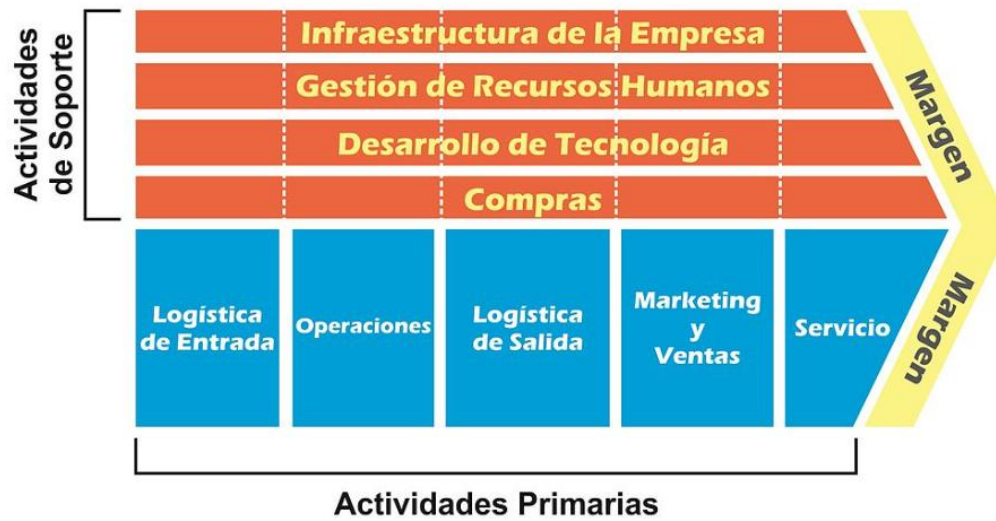 Actividades
de Soporte
Infraestructura de la Empresa
Gestión de Recursos Humanos
Desarrollo de Tecnología
Compras
Margen
Logística
de Entrada
Operaciones
Logística
de Salida
Marketing
y
Ventas
Servicio
Margen
Actividades Primarias